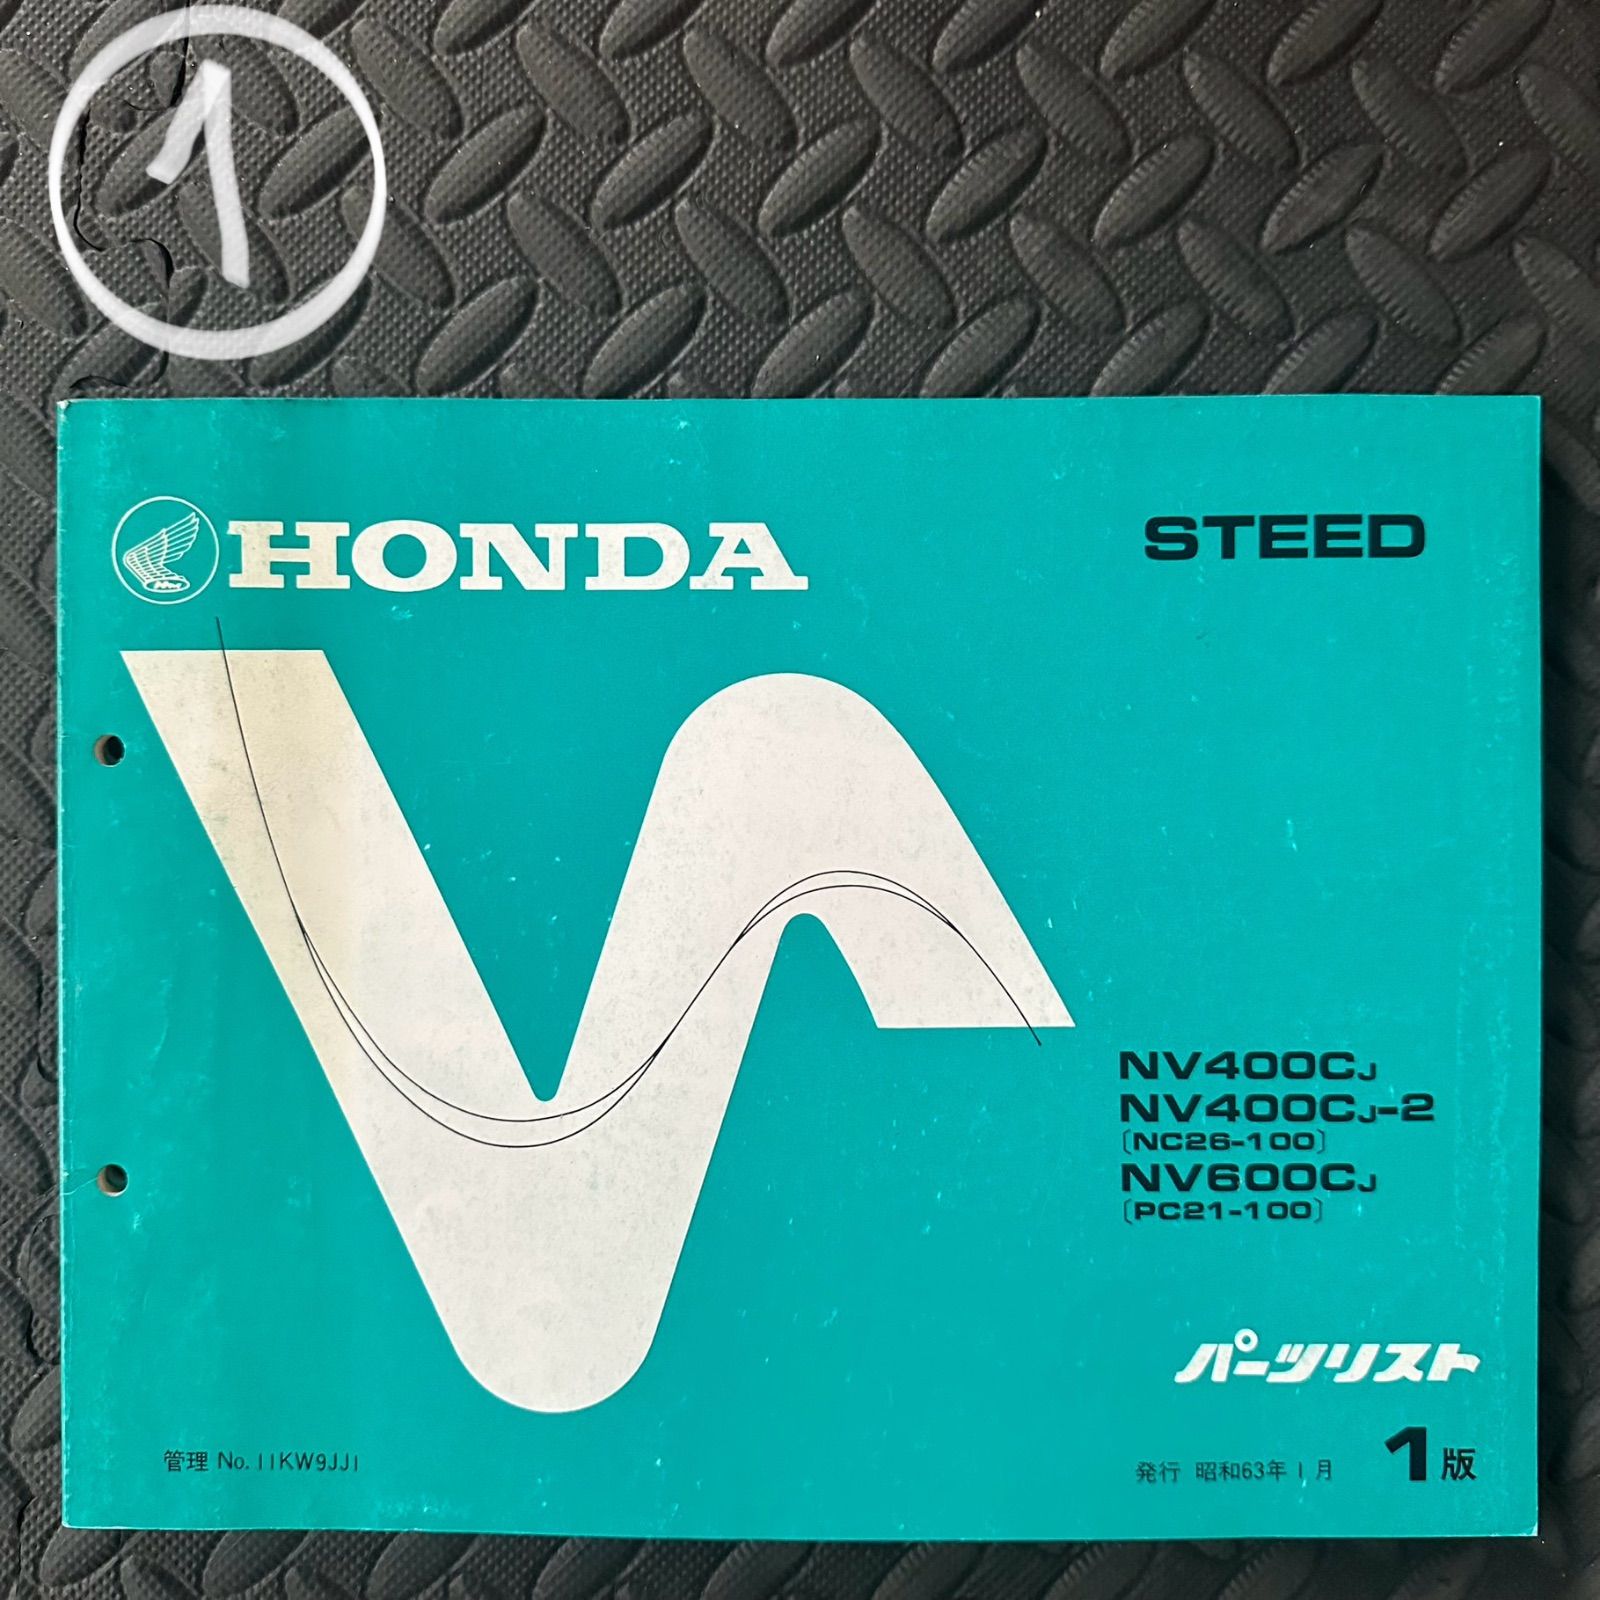 1
HONDA
STEED
NV400CJ
NV400CJ-2
〔NC26-100〕
NV600CJ
〔PC21-100〕
パーツリスト
管理 No. 11KW9JJ1
発行 昭和63年1月 1版